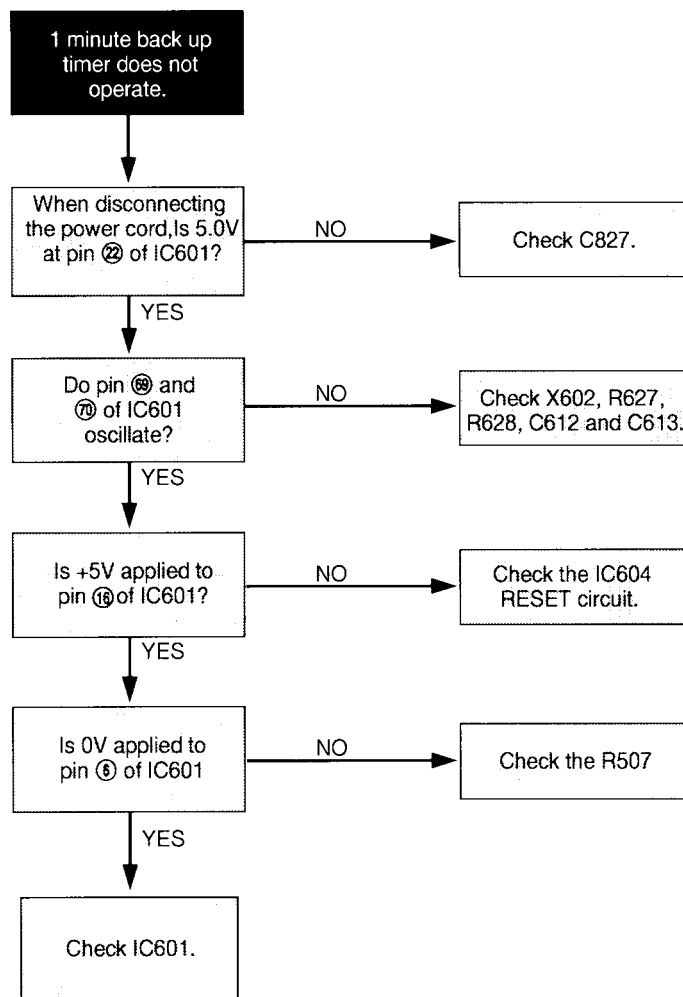 1 minute back up
timer does not
operate.
When disconnecting
the power cord,Is 5.0V
at pin ㉒ of IC601?
NO
Check C827.
YES
Do pin 69 and
70 of IC601
oscillate?
NO
Check X602, R627,
R628, C612 and C613.
YES
Is +5V applied to
pin ⑯ of IC601?
NO
Check the IC604
RESET circuit.
YES
Is 0V applied to
pin ⑥ of IC601
NO
Check the R507
YES
Check IC601.